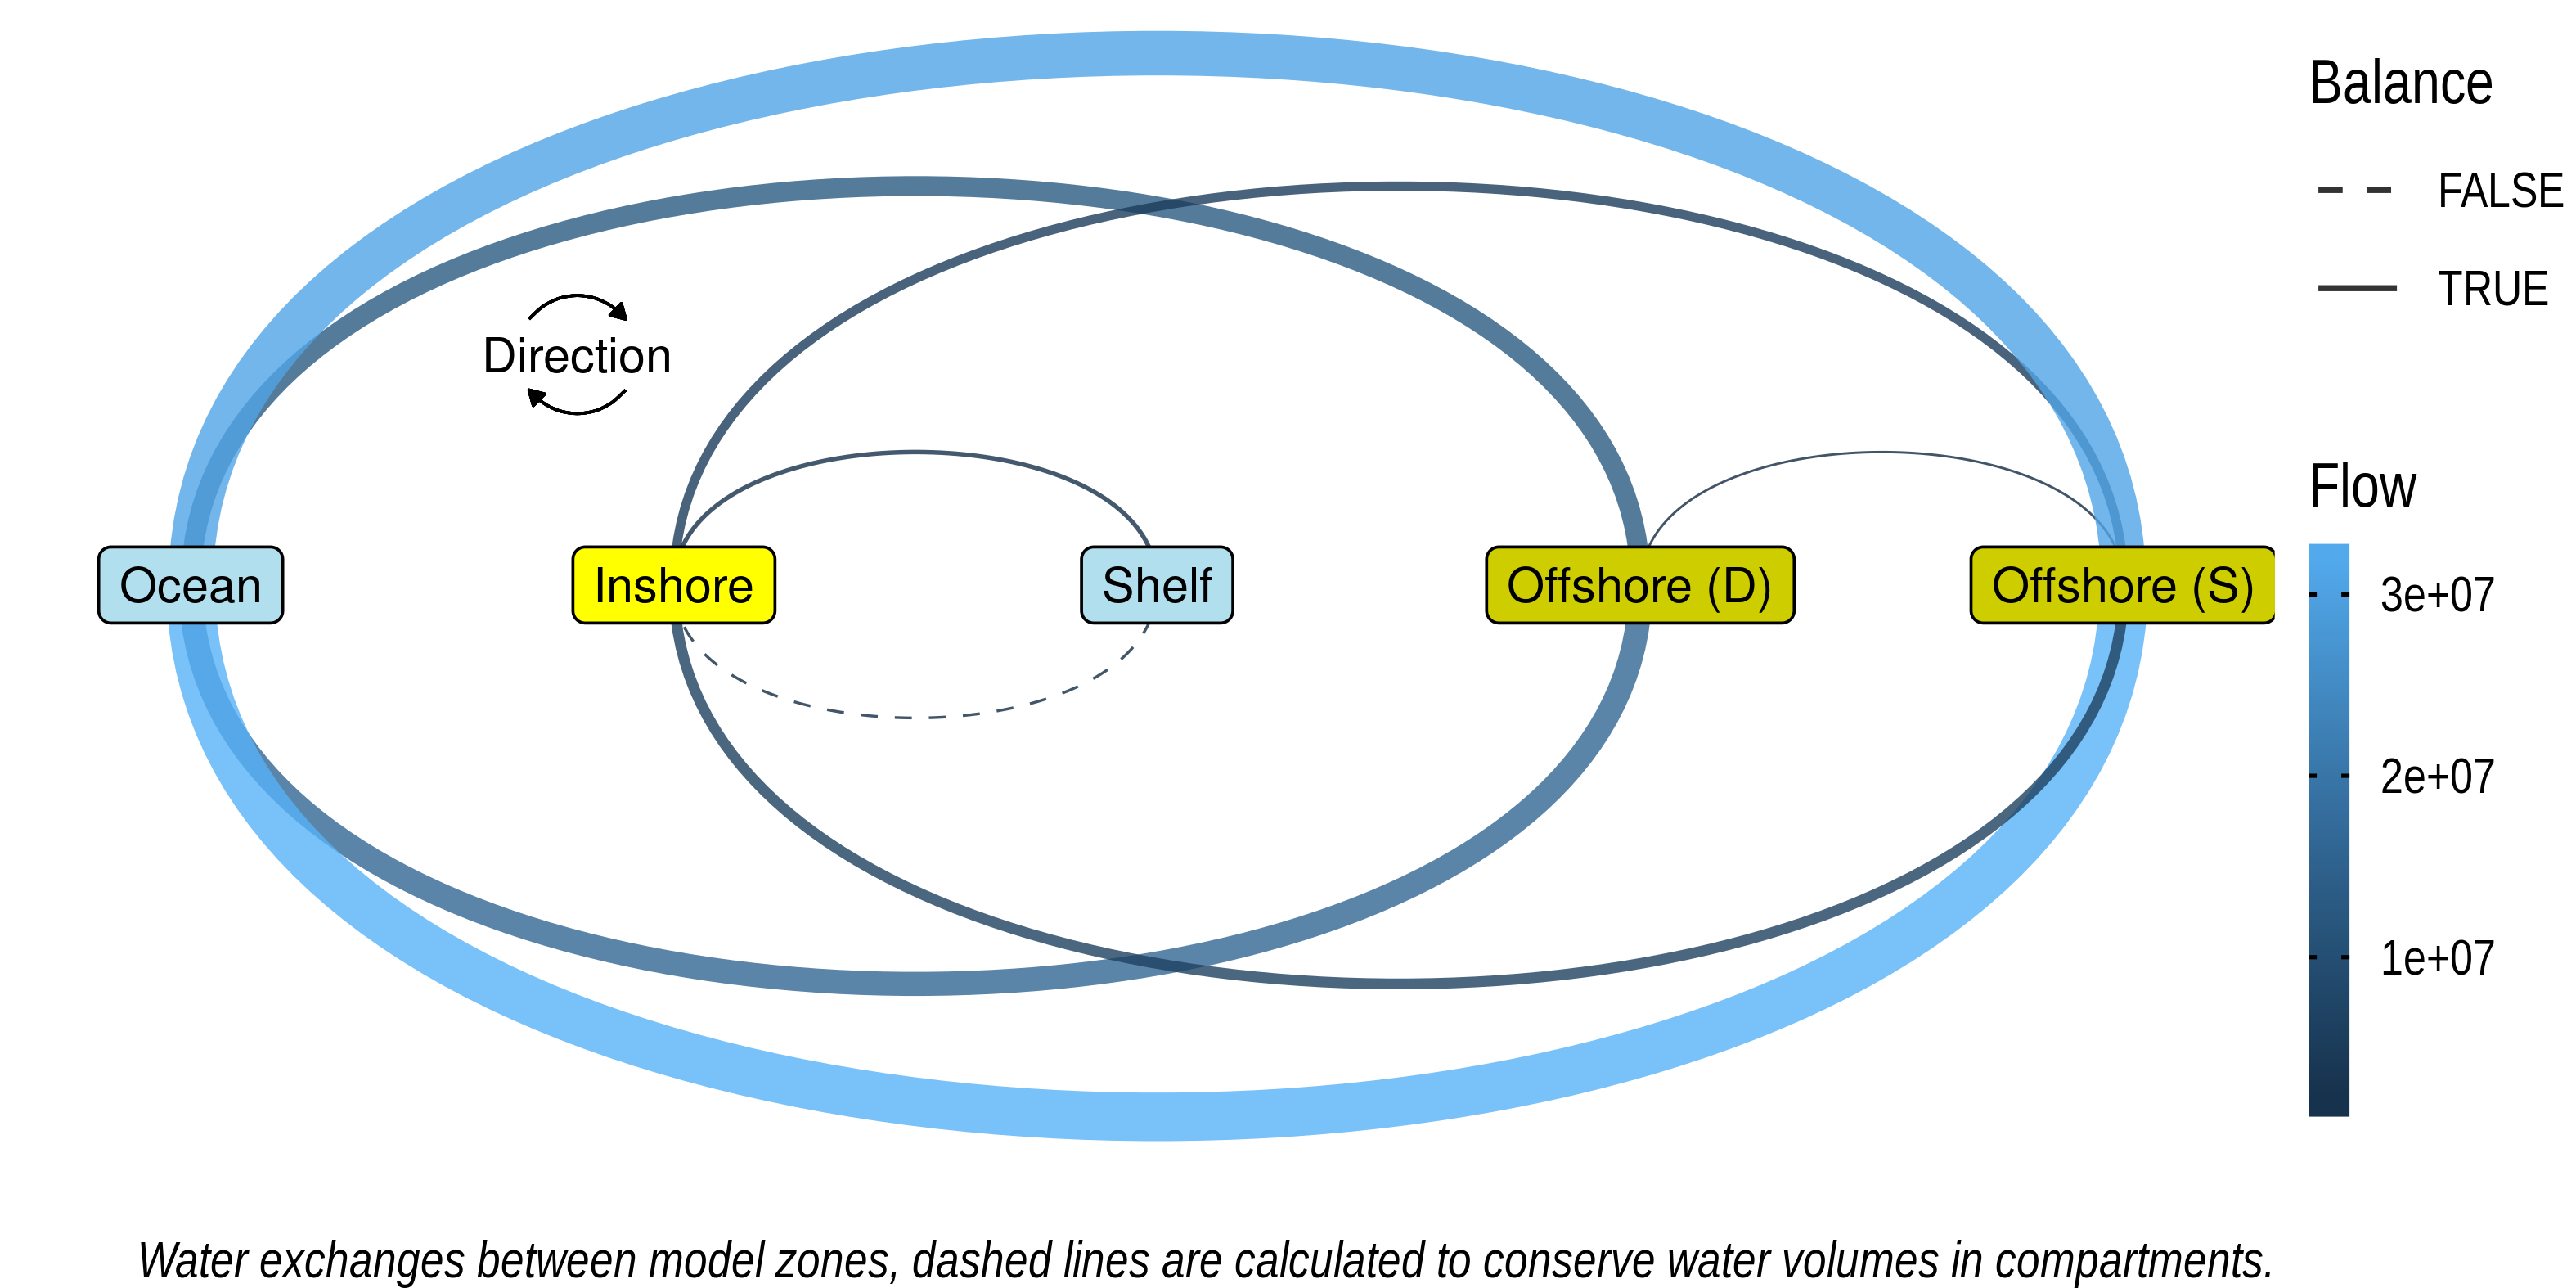 Balance
FALSE
TRUE
Direction
Flow
Ocean
Inshore
Shelf
Offshore (D)
Offshore (S)
3e+07
2e+07
1e+07
Water exchanges between model zones, dashed lines are calculated to conserve water volumes in compartments.